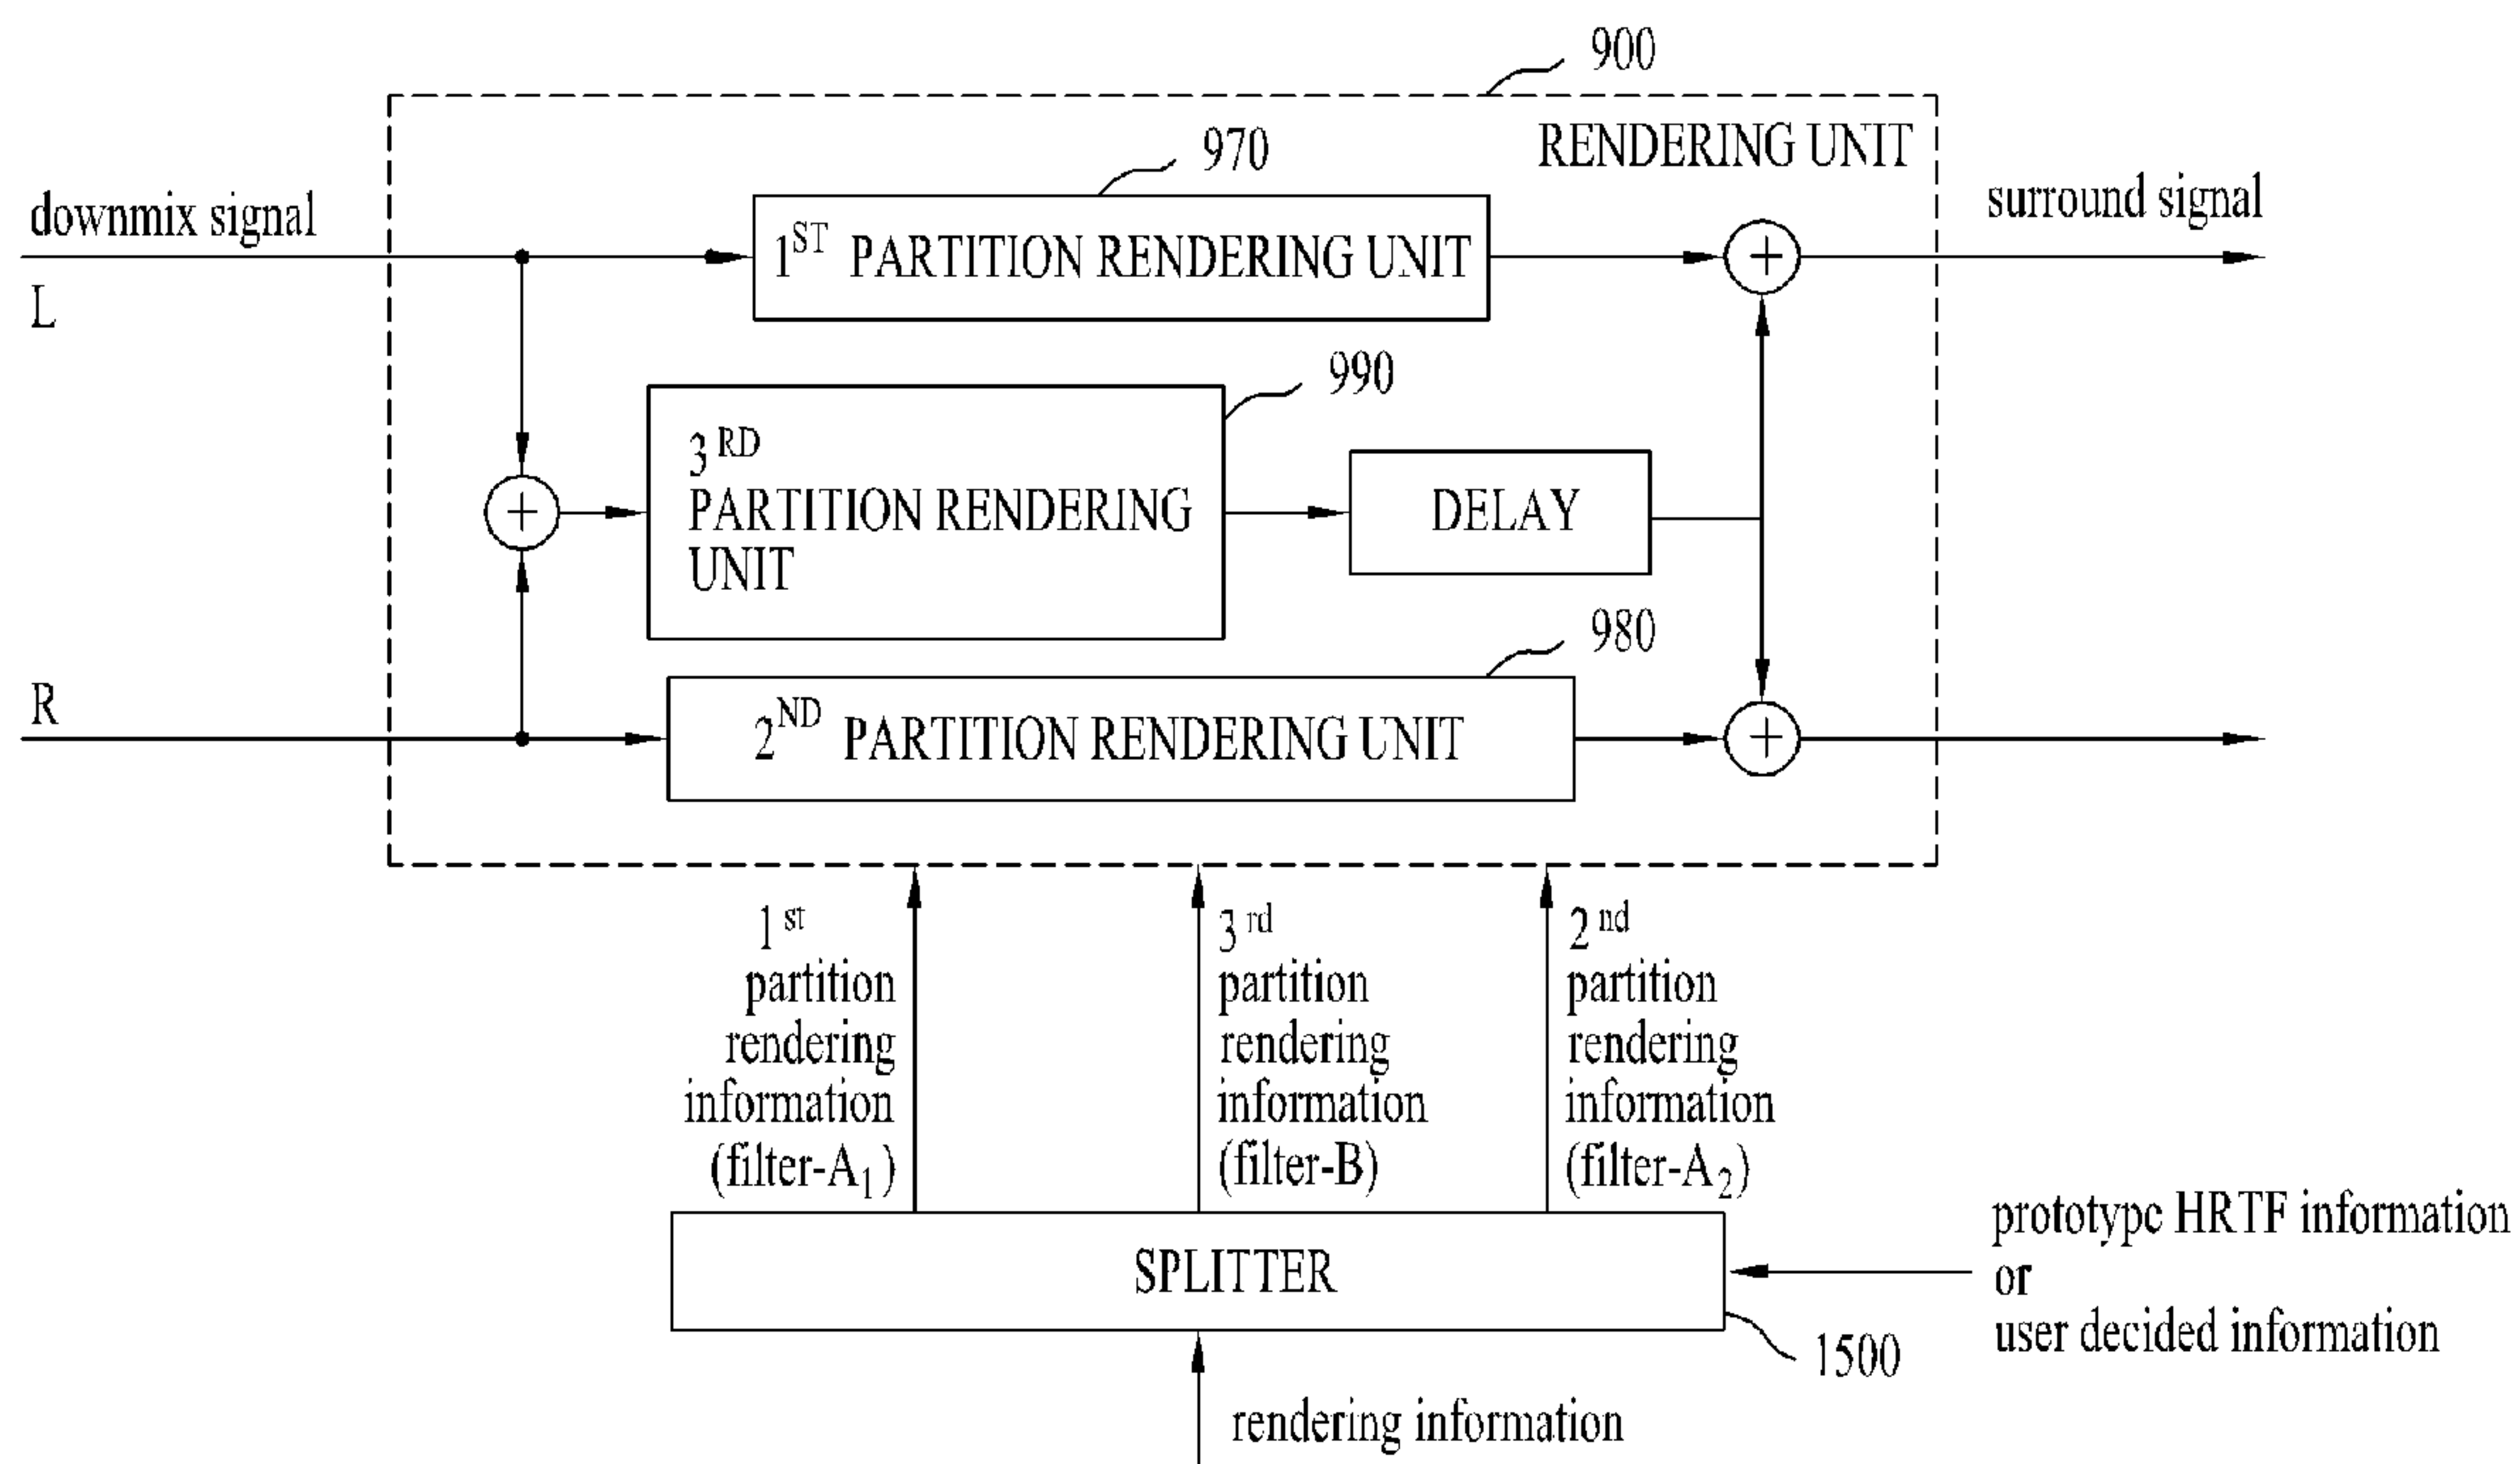 900
RENDERING UNIT
970
downmix signal
L
1ST PARTITION RENDERING UNIT
surround signal
990
3RD
PARTITION RENDERING
UNIT
DELAY
980
R
2ND PARTITION RENDERING UNIT
1st
partition
rendering
information
(filter-A1)
3rd
partition
rendering
information
(filter-B)
2nd
partition
rendering
information
(filter-A2)
SPLITTER
prototype HRTF information
or
user decided information
1500
rendering information